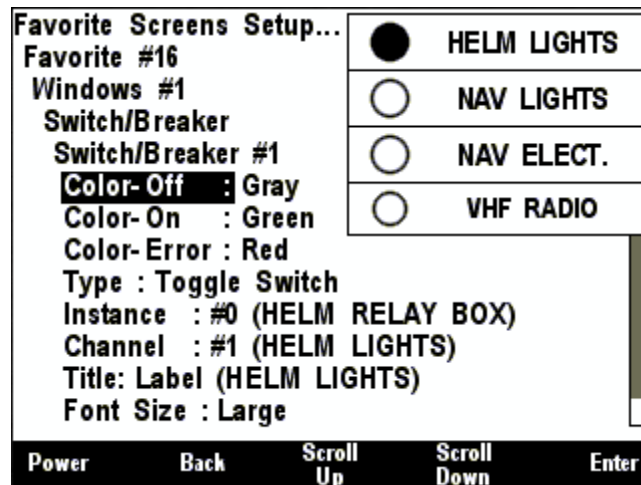 Favorite Screens Setup...
Favorite #16
Windows #1
Switch/Breaker
Switch/Breaker #1
Color-Off : Gray
Color-On : Green
Color-Error : Red
Type : Toggle Switch
Instance : #0 (HELM RELAY BOX)
Channel : #1 (HELM LIGHTS)
Title: Label (HELM LIGHTS)
Font Size : Large
HELM LIGHTS
NAV LIGHTS
NAV ELECT.
VHF RADIO
Power Back Scroll Up Scroll Down Enter